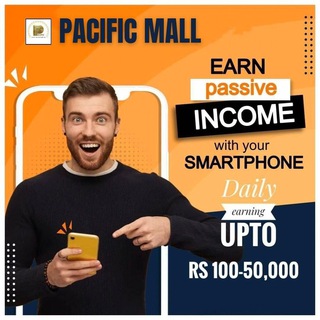 PACIFIC MALL
EARN
passive
INCOME
with your
SMARTPHONE
Daily
earning
UPTO
RS 100-50,000